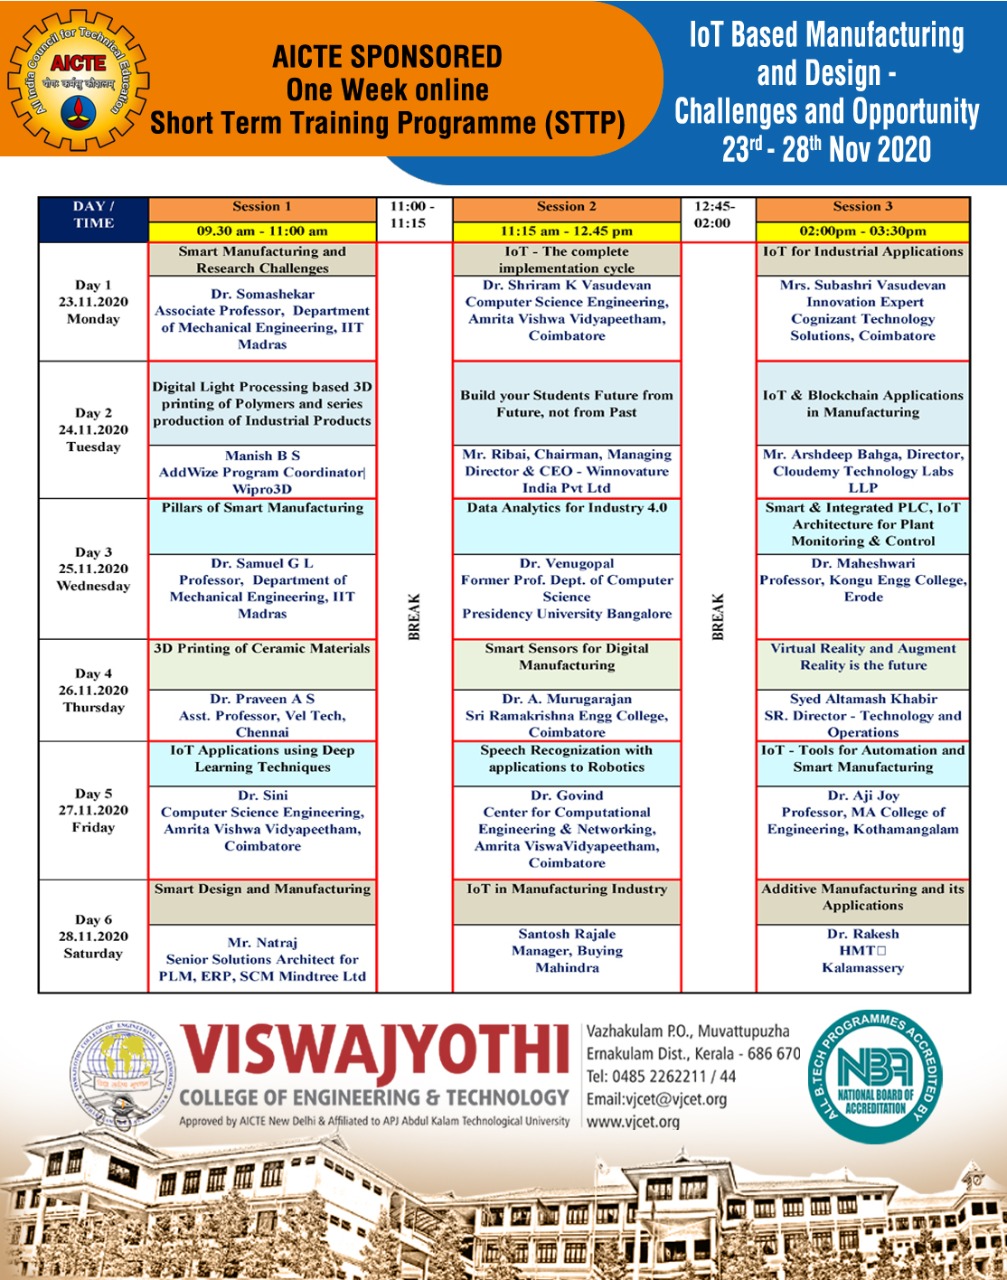 All India Council for Technical Education
AICTE
योगः कर्मसु कौशलम्
AICTE SPONSORED
One Week online
Short Term Training Programme (STTP)
IoT Based Manufacturing
and Design -
Challenges and Opportunity
23rd - 28th Nov 2020
DAY /
TIME
Session 1
09.30 am - 11:00 am
11:00 -
11:15
Session 2
11:15 am - 12.45 pm
12:45-
02:00
Session 3
02:00pm - 03:30pm
Day 1
23.11.2020
Monday
Smart Manufacturing and
Research Challenges
Dr. Somashekar
Associate Professor, Department
of Mechanical Engineering, IIT
Madras
IoT - The complete
implementation cycle
Dr. Shriram K Vasudevan
Computer Science Engineering,
Amrita Vishwa Vidyapeetham,
Coimbatore
IoT for Industrial Applications
Mrs. Subashri Vasudevan
Innovation Expert
Cognizant Technology
Solutions, Coimbatore
Day 2
24.11.2020
Tuesday
Digital Light Processing based 3D
printing of Polymers and series
production of Industrial Products
Manish B S
AddWize Program Coordinator|
Wipro3D
Build your Students Future from
Future, not from Past
Mr. Ribai, Chairman, Managing
Director & CEO - Winnovature
India Pvt Ltd
IoT & Blockchain Applications
in Manufacturing
Mr. Arshdeep Bahga, Director,
Cloudemy Technology Labs
LLP
Day 3
25.11.2020
Wednesday
Pillars of Smart Manufacturing
Dr. Samuel G L
Professor, Department of
Mechanical Engineering, IIT
Madras
BREAK
Data Analytics for Industry 4.0
Dr. Venugopal
Former Prof. Dept. of Computer
Science
Presidency University Bangalore
BREAK
Smart & Integrated PLC, IoT
Architecture for Plant
Monitoring & Control
Dr. Maheshwari
Professor, Kongu Engg College,
Erode
Day 4
26.11.2020
Thursday
3D Printing of Ceramic Materials
Dr. Praveen A S
Asst. Professor, Vel Tech,
Chennai
Smart Sensors for Digital
Manufacturing
Dr. A. Murugarajan
Sri Ramakrishna Engg College,
Coimbatore
Virtual Reality and Augment
Reality is the future
Syed Altamash Khabir
SR. Director - Technology and
Operations
Day 5
27.11.2020
Friday
IoT Applications using Deep
Learning Techniques
Dr. Sini
Computer Science Engineering,
Amrita Vishwa Vidyapeetham,
Coimbatore
Speech Recognization with
applications to Robotics
Dr. Govind
Center for Computational
Engineering & Networking,
Amrita ViswaVidyapeetham,
Coimbatore
IoT - Tools for Automation and
Smart Manufacturing
Dr. Aji Joy
Professor, MA College of
Engineering, Kothamangalam
Day 6
28.11.2020
Saturday
Smart Design and Manufacturing
Mr. Natraj
Senior Solutions Architect for
PLM, ERP, SCM Mindtree Ltd
IoT in Manufacturing Industry
Santosh Rajale
Manager, Buying
Mahindra
Additive Manufacturing and its
Applications
Dr. Rakesh
HMT
Kalamassery
VISWAJYOTHI
COLLEGE OF ENGINEERING & TECHNOLOGY
Approved by AICTE New Delhi & Affiliated to APJ Abdul Kalam Technological University
Vazhakulam P.O., Muvattupuzha
Ernakulam Dist., Kerala - 686 670
Tel: 0485 2262211 / 44
Email:vjcet@vjcet.org
www.vjcet.org
ALL B.TECH PROGRAMMES ACCREDITED BY
NBA
NATIONAL BOARD OF
ACCREDITATION